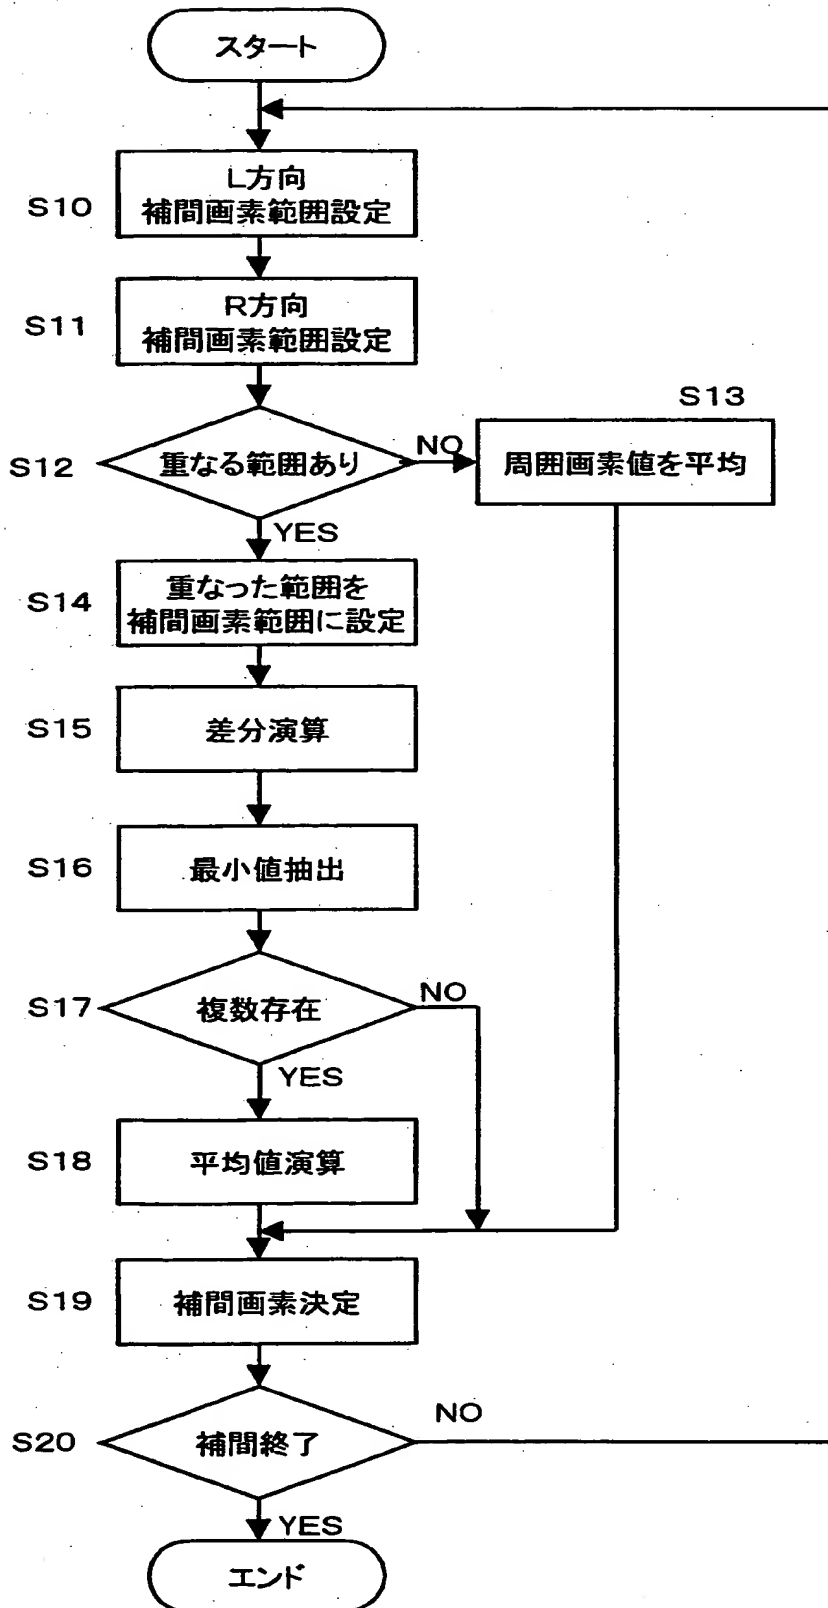 スタート
S10
L方向
補間画素範囲設定
S11
R方向
補間画素範囲設定
S12
重なる範囲あり
NO
S13
周囲画素値を平均
YES
S14
重なった範囲を
補間画素範囲に設定
S15
差分演算
S16
最小値抽出
S17
複数存在
NO
YES
S18
平均値演算
S19
補間画素決定
S20
補間終了
NO
YES
エンド